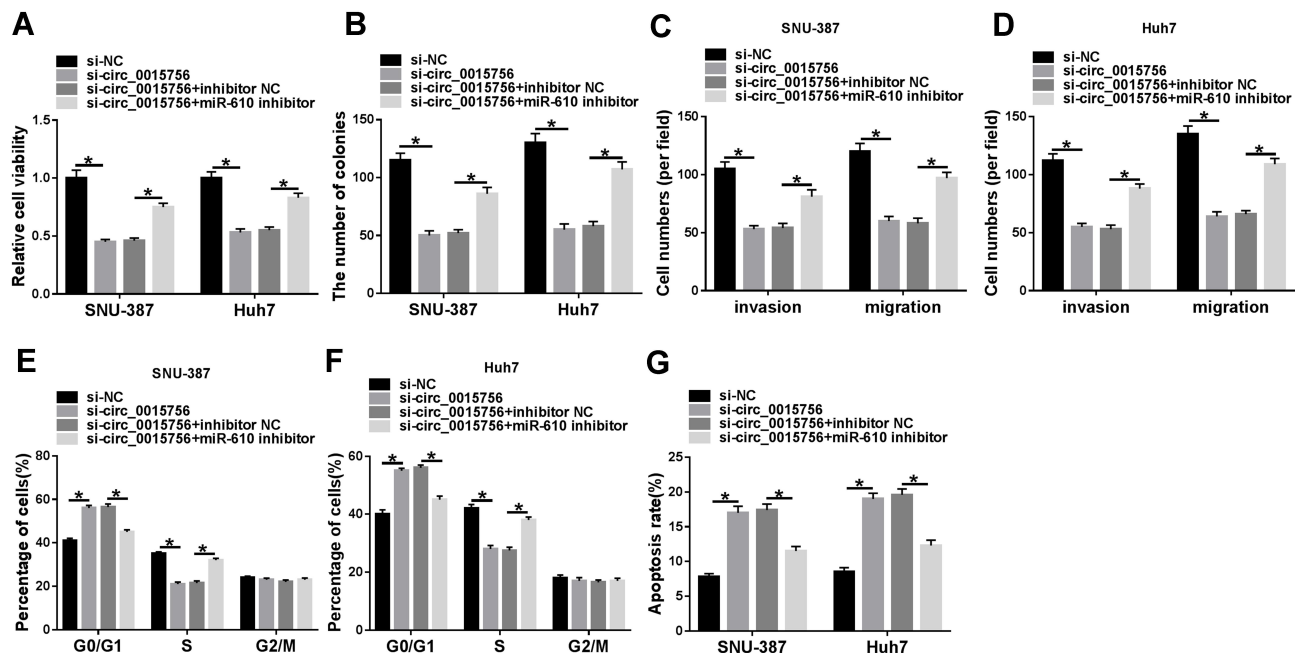 A
si-NC
si-circ_0015756
si-circ_0015756+inhibitor NC
si-circ_0015756+miR-610 inhibitor
Relative cell viability
1.5
1.0
0.5
0.0
* * * *
SNU-387 Huh7
B
si-NC
si-circ_0015756
si-circ_0015756+inhibitor NC
si-circ_0015756+miR-610 inhibitor
The number of colonies
150
100
50
0
* * * *
SNU-387 Huh7
C
SNU-387
si-NC
si-circ_0015756
si-circ_0015756+inhibitor NC
si-circ_0015756+miR-610 inhibitor
Cell numbers (per field)
150
100
50
0
* * * *
invasion migration
D
Huh7
si-NC
si-circ_0015756
si-circ_0015756+inhibitor NC
si-circ_0015756+miR-610 inhibitor
Cell numbers (per field)
150
100
50
0
* * * *
invasion migration
E
SNU-387
si-NC
si-circ_0015756
si-circ_0015756+inhibitor NC
si-circ_0015756+miR-610 inhibitor
Percentage of cells(%)
80
60
40
20
0
* * * *
G0/G1 S G2/M
F
Huh7
si-NC
si-circ_0015756
si-circ_0015756+inhibitor NC
si-circ_0015756+miR-610 inhibitor
Percentage of cells(%)
60
40
20
0
* * * *
G0/G1 S G2/M
G
si-NC
si-circ_0015756
si-circ_0015756+inhibitor NC
si-circ_0015756+miR-610 inhibitor
Apoptosis rate(%)
25
20
15
10
5
0
* * * *
SNU-387 Huh7